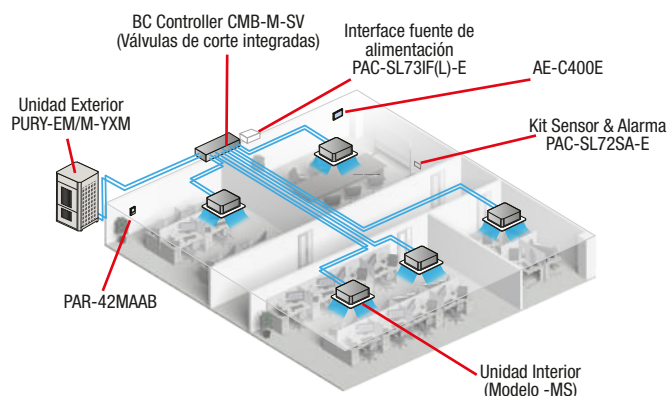 BC Controller CMB-M-SV
(Válvulas de corte integradas)
Interface fuente de
alimentación
PAC-SL73IF(L)-E
AE-C400E
Unidad Exterior
PURY-EM/M-YXM
Kit Sensor & Alarma
PAC-SL72SA-E
PAR-42MAAB
Unidad Interior
(Modelo -MS)